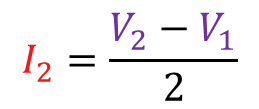 I₂ = (V₂ − V₁) / 2